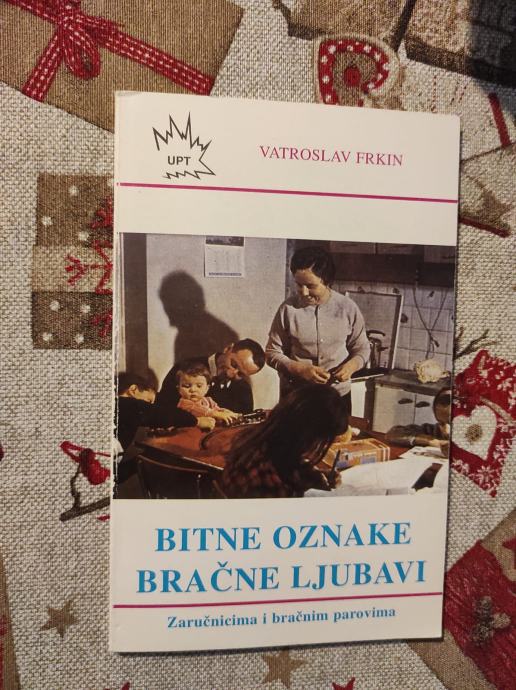 UPT
VATROSLAV FRKIN
BITNE OZNAKE
BRAČNE LJUBAVI
Zaručnicima i bračnim parovima